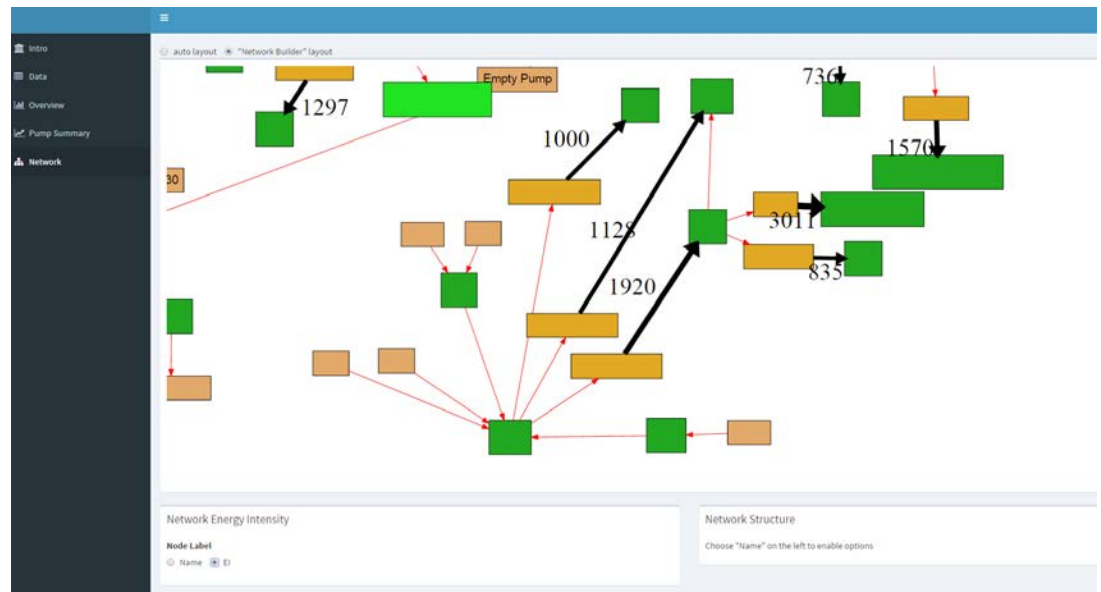 Intro
Data
Overview
Pump Summary
Network
auto layout "Network Builder" layout
Empty Pump
736
1297
1000
1570
30
1128
3011
835
1920
Network Energy Intensity
Node Label
Name ID
Network Structure
Choose "Name" on the left to enable options